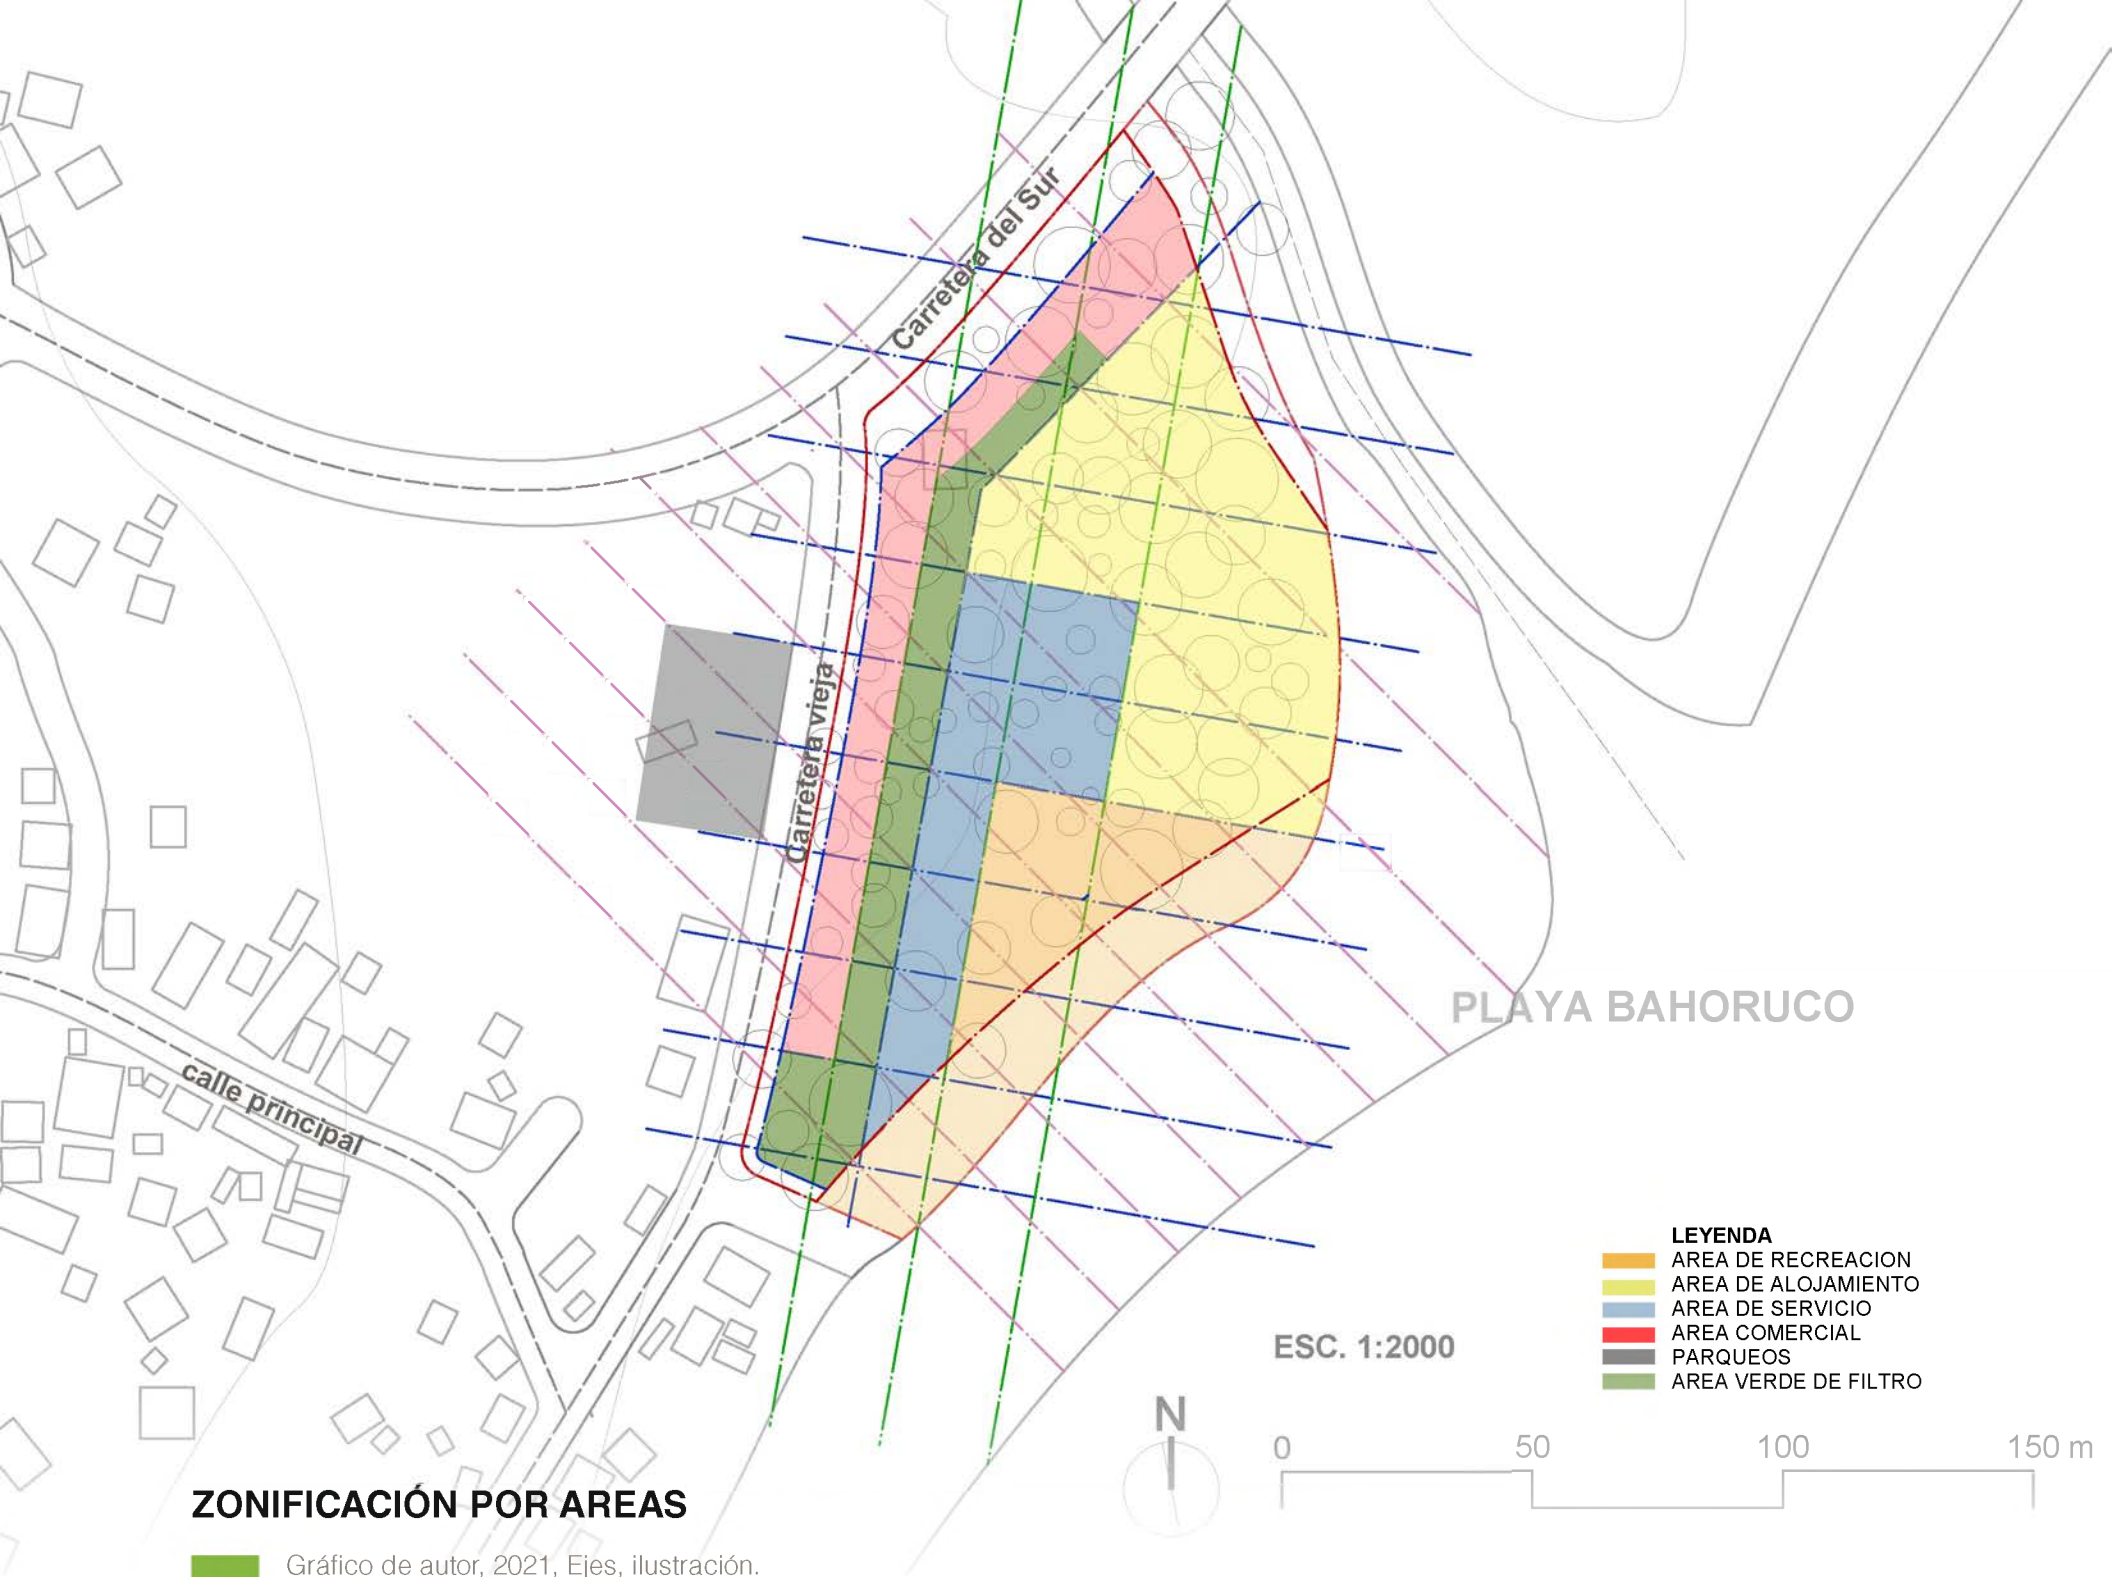 Carretera del Sur
Carretera vieja
calle principal
PLAYA BAHORUCO
LEYENDA
AREA DE RECREACION
AREA DE ALOJAMIENTO
AREA DE SERVICIO
AREA COMERCIAL
PARQUEOS
AREA VERDE DE FILTRO
ESC. 1:2000
N
0 50 100 150 m
ZONIFICACIÓN POR AREAS
Gráfico de autor, 2021, Ejes, ilustración.